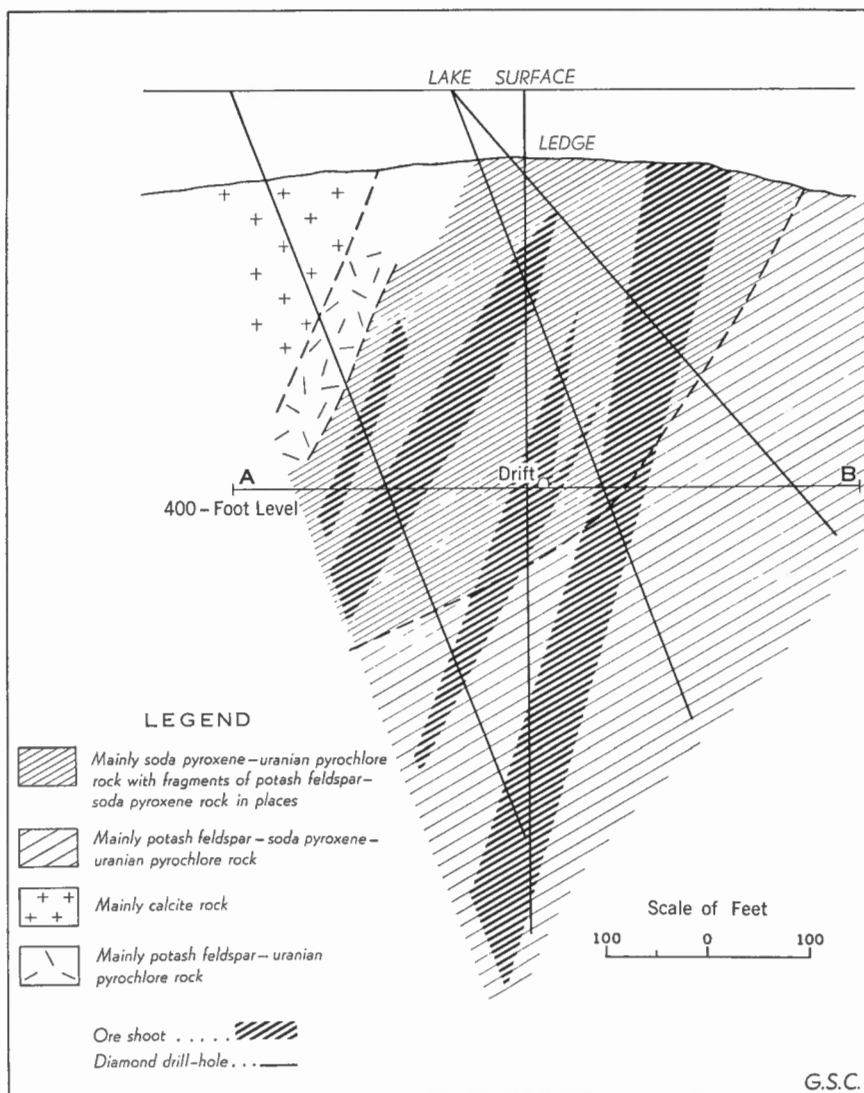 LAKE SURFACE
LEDGE
A
Drift
B
400-Foot Level
LEGEND
Mainly soda pyroxene-uranian pyrochlore
rock with fragments of potash feldspar-
soda pyroxene rock in places
Mainly potash feldspar-soda pyroxene-
uranian pyrochlore rock
Mainly calcite rock
Mainly potash feldspar-uranian
pyrochlore rock
Ore shoot .....
Diamond drill-hole ...
Scale of Feet
100 0 100
G.S.C.